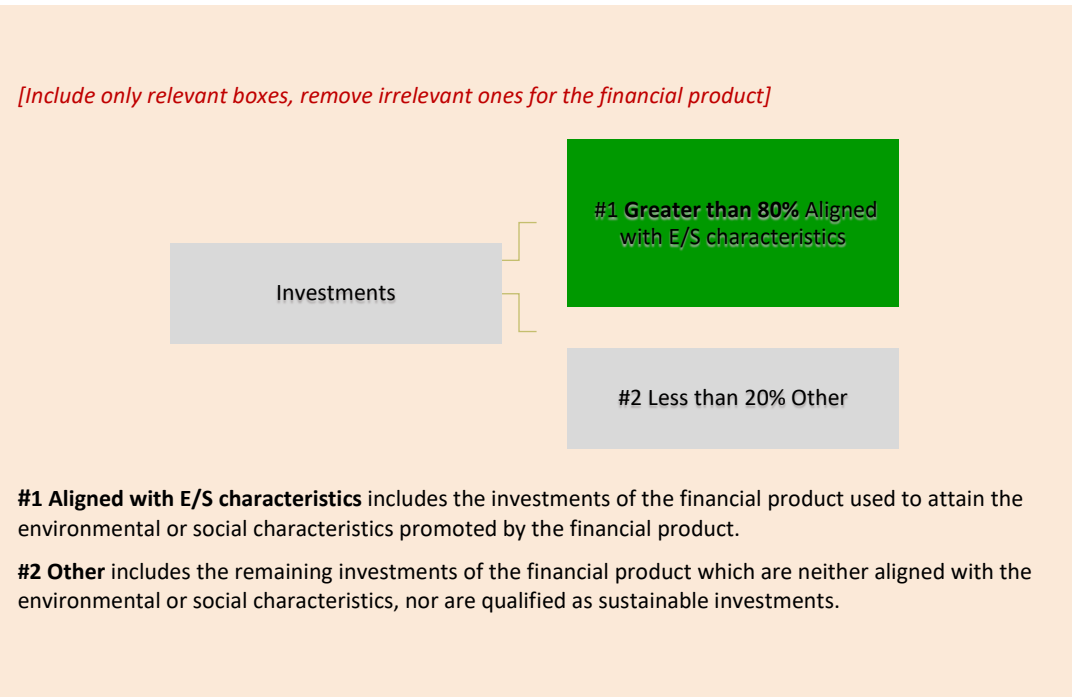 [Include only relevant boxes, remove irrelevant ones for the financial product]
#1 Greater than 80% Aligned
with E/S characteristics
Investments
#2 Less than 20% Other
#1 Aligned with E/S characteristics includes the investments of the financial product used to attain the
environmental or social characteristics promoted by the financial product.
#2 Other includes the remaining investments of the financial product which are neither aligned with the
environmental or social characteristics, nor are qualified as sustainable investments.